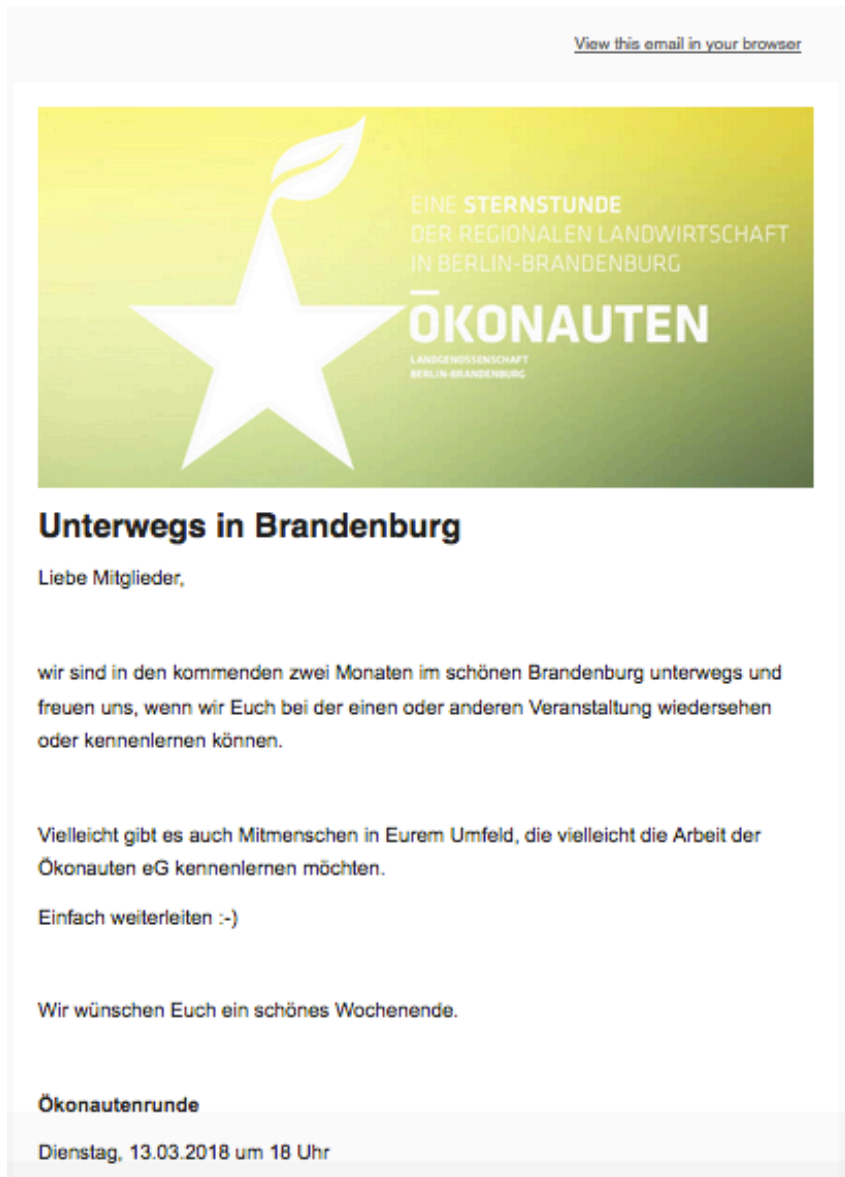 View this email in your browser
EINE STERNSTUNDE
DER REGIONALEN LANDWIRTSCHAFT
IN BERLIN-BRANDENBURG
ÖKONAUTEN
LANDGENOSSENSCHAFT
BERLIN-BRANDENBURG
Unterwegs in Brandenburg
Liebe Mitglieder,
wir sind in den kommenden zwei Monaten im schönen Brandenburg unterwegs und
freuen uns, wenn wir Euch bei der einen oder anderen Veranstaltung wiedersehen
oder kennenlernen können.
Vielleicht gibt es auch Mitmenschen in Eurem Umfeld, die vielleicht die Arbeit der
Ökonauten eG kennenlernen möchten.
Einfach weiterleiten :-)
Wir wünschen Euch ein schönes Wochenende.
Ökonautenrunde
Dienstag, 13.03.2018 um 18 Uhr